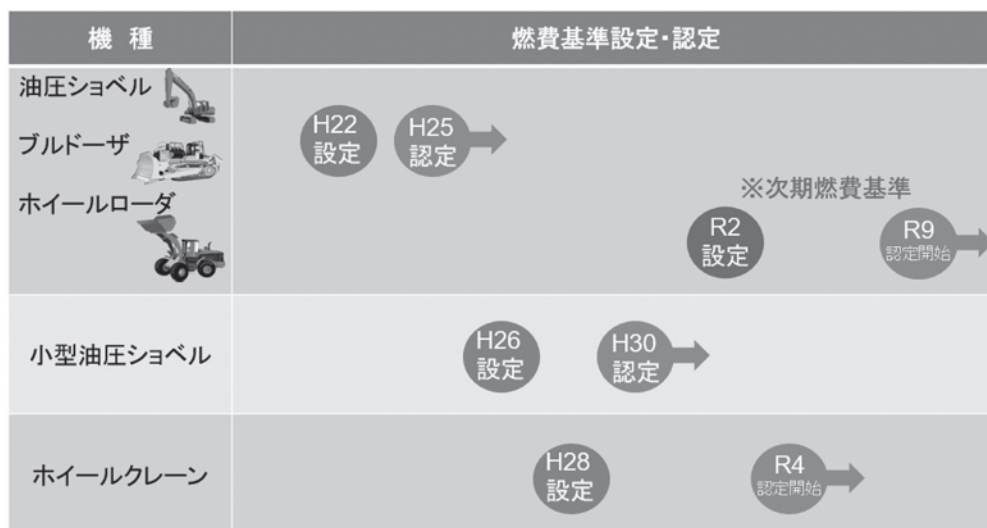 機 種
燃費基準設定・認定
油圧ショベル
ブルドーザ
ホイールローダ
H22
設定
H25
認定
※次期燃費基準
R2
設定
R9
認定開始
小型油圧ショベル
H26
設定
H30
認定
ホイールクレーン
H28
設定
R4
認定開始